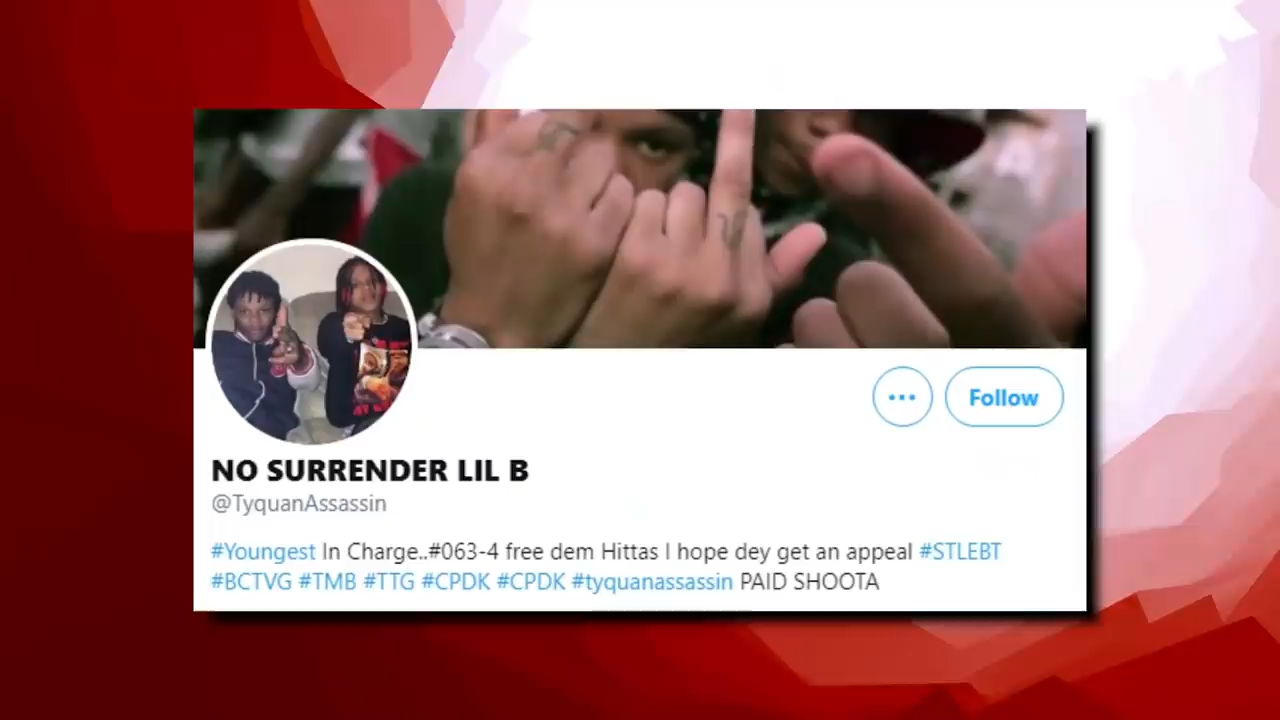 Follow
NO SURRENDER LIL B
@TyquanAssassin
#Youngest In Charge..#063-4 free dem Hittas I hope dey get an appeal #STLEBT
#BCTVG #TMB #TTG #CPDK #CPDK #tyquanassassin PAID SHOOTA